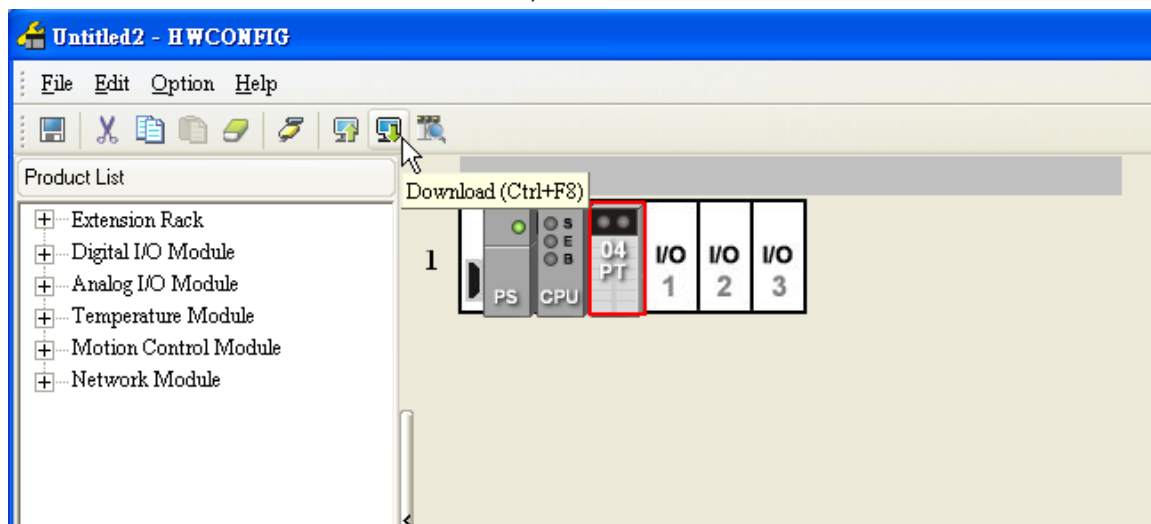 Untitled2 - HWCONFIG
File Edit Option Help
Product List
Download (Ctrl+F8)
Extension Rack
Digital I/O Module
Analog I/O Module
Temperature Module
Motion Control Module
Network Module
1
PS
S
E
B
CPU
04
PT
I/O
1
I/O
2
I/O
3